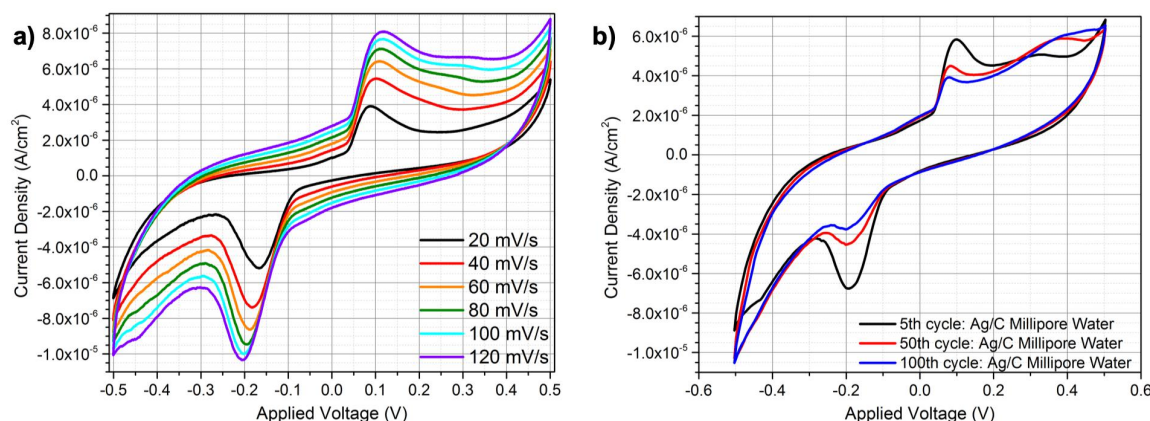 a)
8.0x10⁻⁶
6.0x10⁻⁶
4.0x10⁻⁶
2.0x10⁻⁶
0.0
-2.0x10⁻⁶
-4.0x10⁻⁶
-6.0x10⁻⁶
-8.0x10⁻⁶
-1.0x10⁻⁵
Current Density (A/cm²)
20 mV/s
40 mV/s
60 mV/s
80 mV/s
100 mV/s
120 mV/s
-0.5 -0.4 -0.3 -0.2 -0.1 0.0 0.1 0.2 0.3 0.4 0.5
Applied Voltage (V)
b)
6.0x10⁻⁶
4.0x10⁻⁶
2.0x10⁻⁶
0.0
-2.0x10⁻⁶
-4.0x10⁻⁶
-6.0x10⁻⁶
-8.0x10⁻⁶
-1.0x10⁻⁵
Current Density (A/cm²)
5th cycle: Ag/C Millipore Water
50th cycle: Ag/C Millipore Water
100th cycle: Ag/C Millipore Water
-0.6 -0.4 -0.2 0.0 0.2 0.4 0.6
Applied Voltage (V)